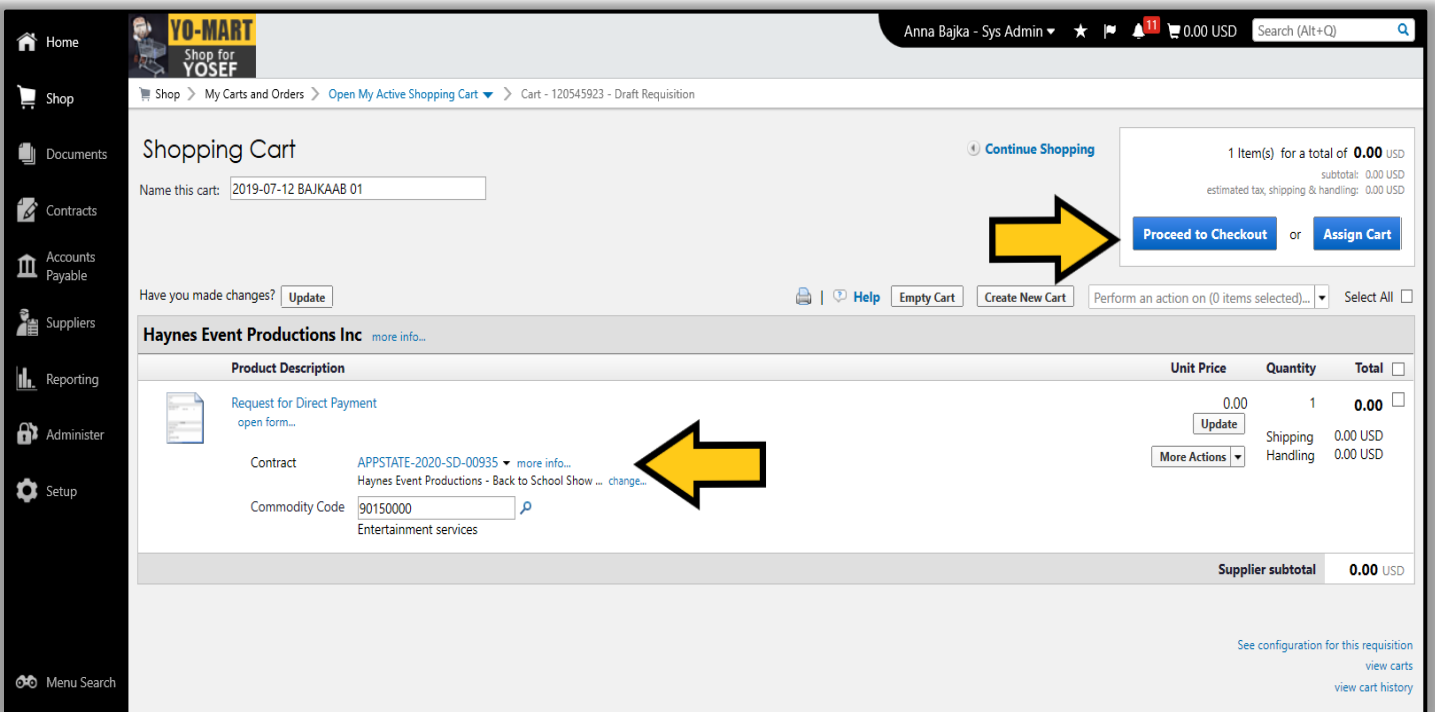 Home
Shop
Documents
Contracts
Accounts
Payable
Suppliers
Reporting
Administer
Setup
Menu Search
YO-MART
Shop for
YOSEF
Anna Bajka - Sys Admin
11
0.00 USD
Search (Alt+Q)
Shop > My Carts and Orders > Open My Active Shopping Cart > Cart - 120545923 - Draft Requisition
Shopping Cart
Continue Shopping
Name this cart: 2019-07-12 BAJKAAB 01
1 Item(s) for a total of 0.00 USD
subtotal: 0.00 USD
estimated tax, shipping & handling: 0.00 USD
Proceed to Checkout or Assign Cart
Have you made changes? Update
| ? Help Empty Cart Create New Cart Perform an action on (0 items selected)... Select All
Haynes Event Productions Inc more info...
Product Description Unit Price Quantity Total
Request for Direct Payment 0.00 1 0.00
open form... Update
Shipping 0.00 USD
Handling 0.00 USD
More Actions
Contract APPSTATE-2020-SD-00935 more info...
Haynes Event Productions - Back to School Show ... change...
Commodity Code 90150000
Entertainment services
Supplier subtotal 0.00 USD
See configuration for this requisition
view carts
view cart history